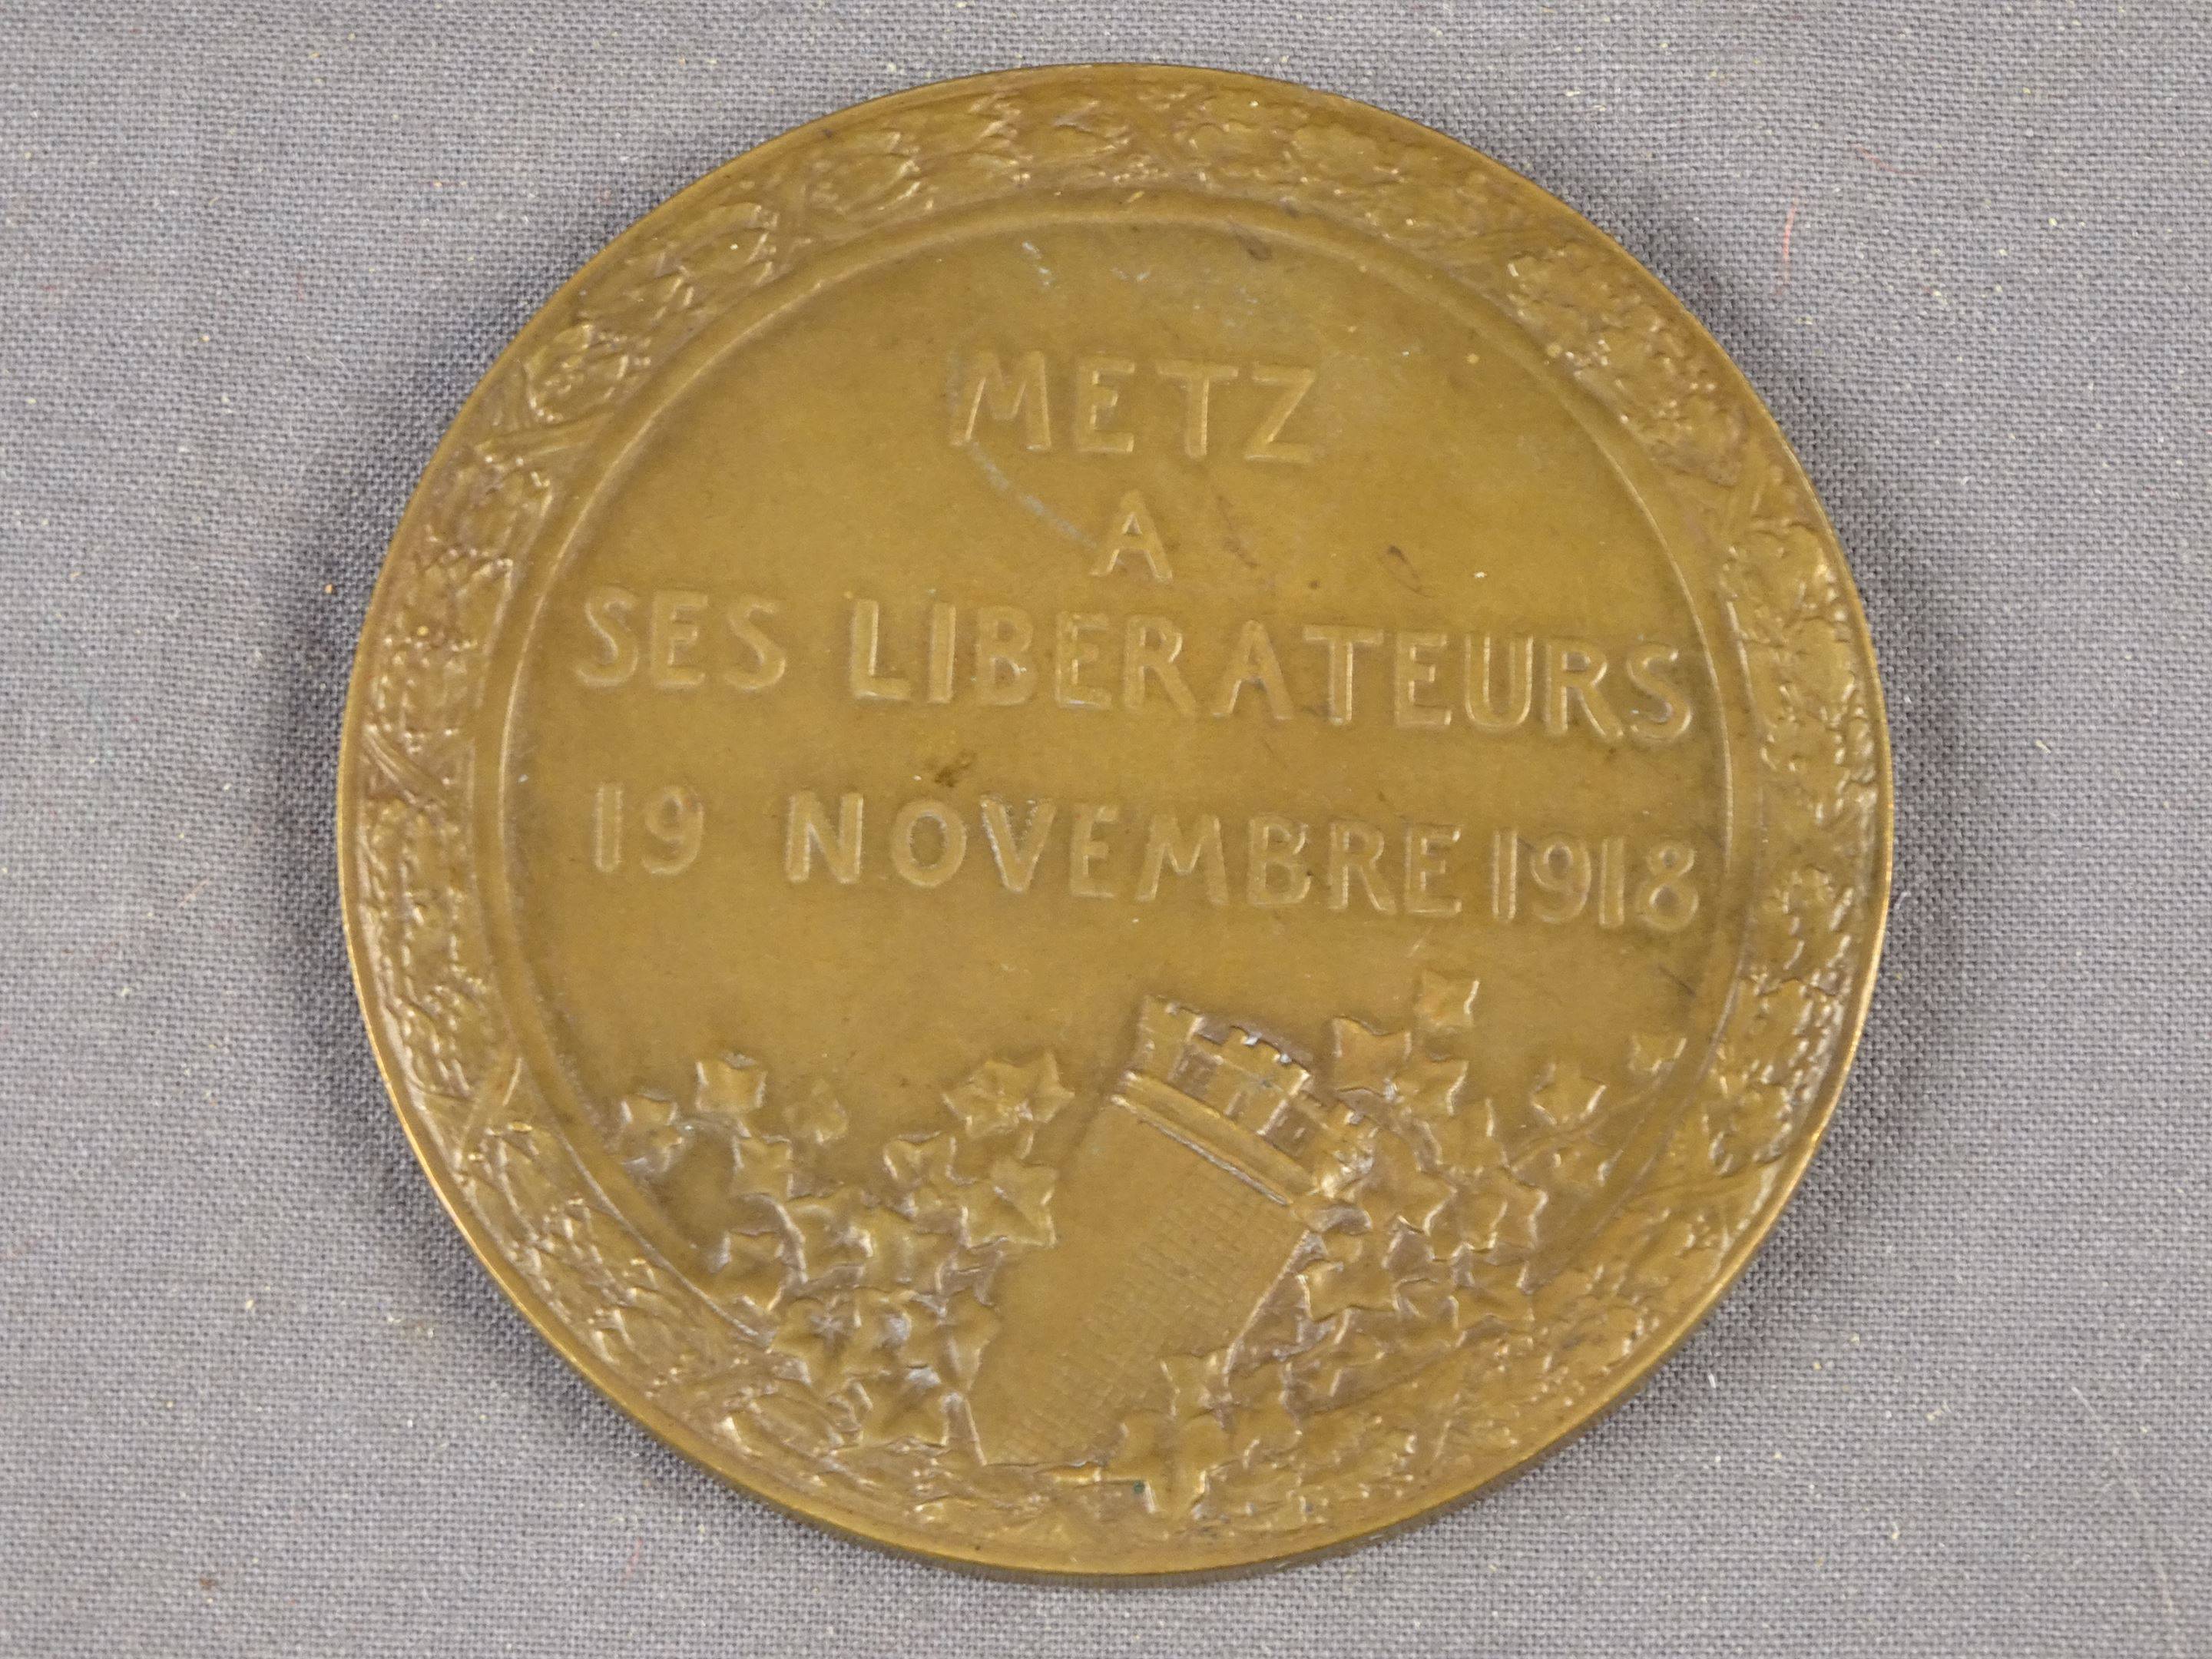 METZ
A
SES LIBERATEURS
19 NOVEMBRE 1918